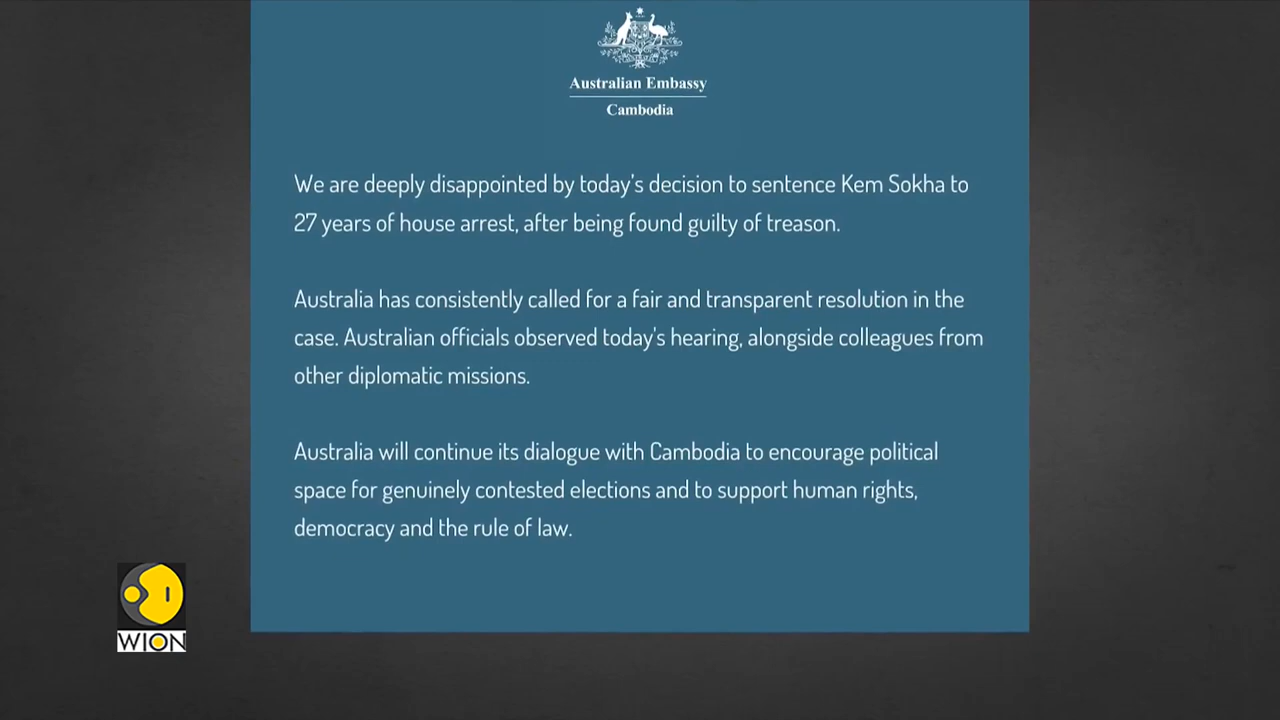 Australian Embassy
Cambodia
We are deeply disappointed by today's decision to sentence Kem Sokha to
27 years of house arrest, after being found guilty of treason.
Australia has consistently called for a fair and transparent resolution in the
case. Australian officials observed today's hearing, alongside colleagues from
other diplomatic missions.
Australia will continue its dialogue with Cambodia to encourage political
space for genuinely contested elections and to support human rights,
democracy and the rule of law.
WION